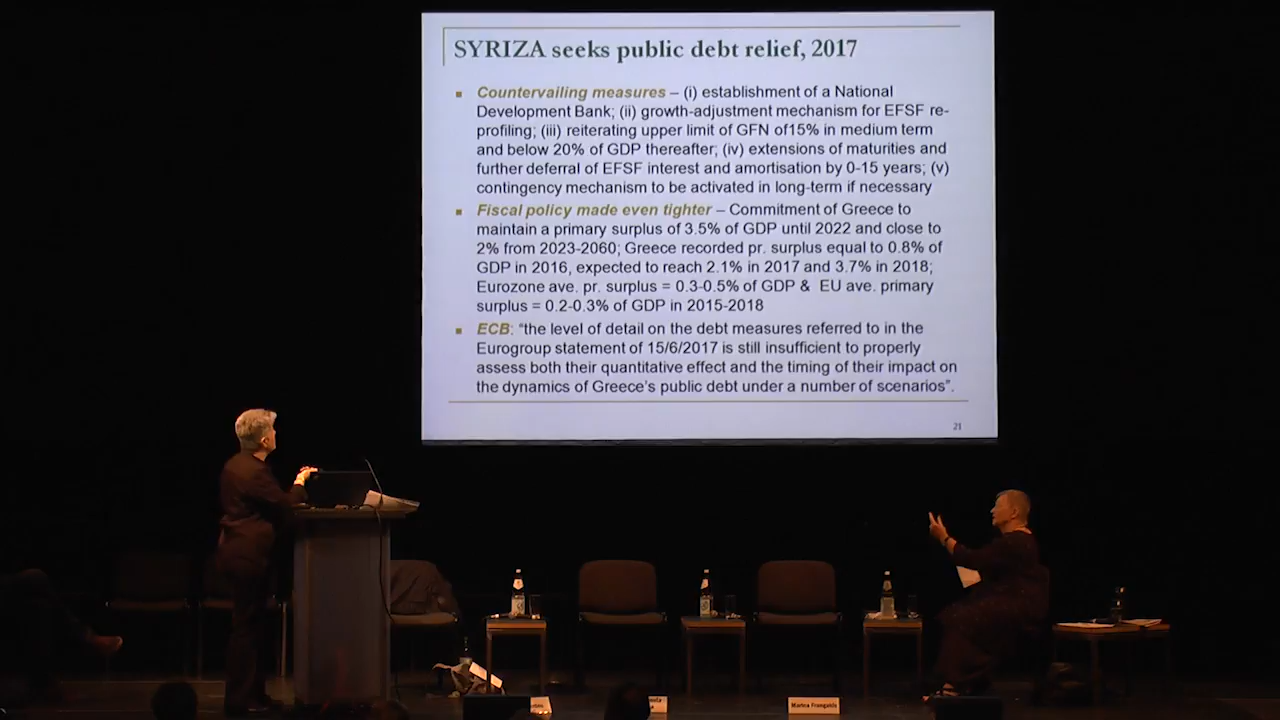 SYRIZA seeks public debt relief, 2017
Countervailing measures – (i) establishment of a National
Development Bank; (ii) growth-adjustment mechanism for EFSF re-
profiling; (iii) reiterating upper limit of GFN of15% in medium term
and below 20% of GDP thereafter; (iv) extensions of maturities and
further deferral of EFSF interest and amortisation by 0-15 years; (v)
contingency mechanism to be activated in long-term if necessary
Fiscal policy made even tighter – Commitment of Greece to
maintain a primary surplus of 3.5% of GDP until 2022 and close to
2% from 2023-2060; Greece recorded pr. surplus equal to 0.8% of
GDP in 2016, expected to reach 2.1% in 2017 and 3.7% in 2018;
Eurozone ave. pr. surplus = 0.3-0.5% of GDP & EU ave. primary
surplus = 0.2-0.3% of GDP in 2015-2018
ECB: “the level of detail on the debt measures referred to in the
Eurogroup statement of 15/6/2017 is still insufficient to properly
assess both their quantitative effect and the timing of their impact on
the dynamics of Greece’s public debt under a number of scenarios”.
21
Marica Frangakis